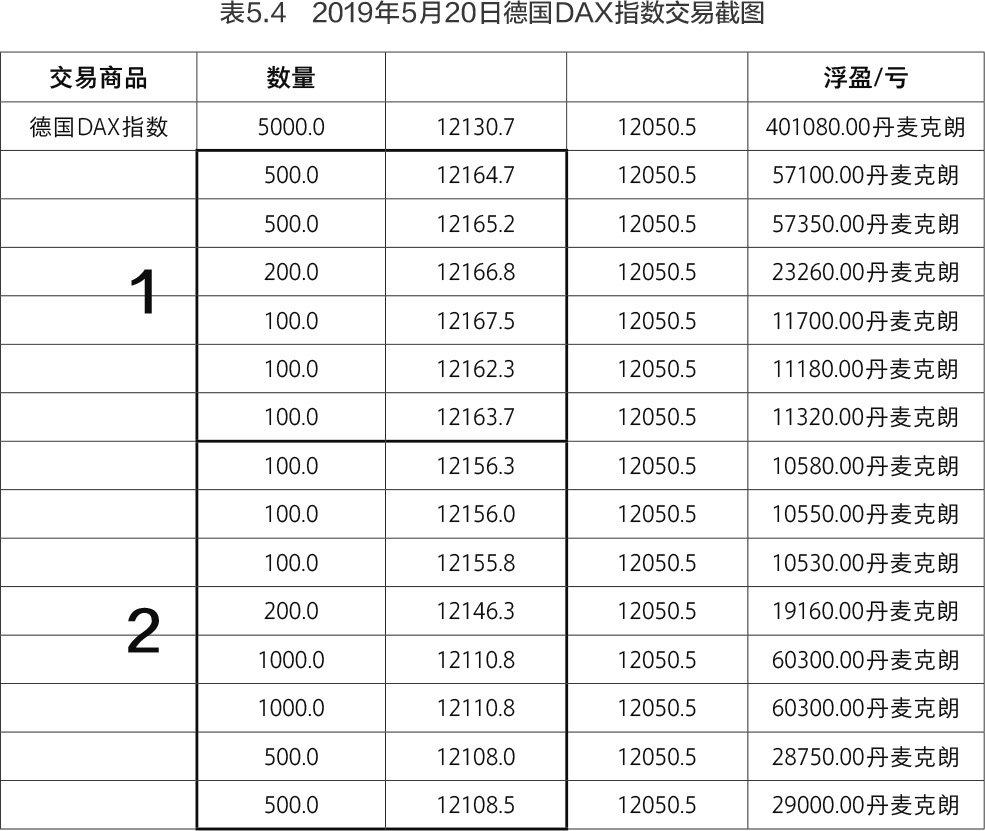 表5.4 2019年5月20日德国DAX指数交易截图
交易商品 数量 浮盈/亏
德国DAX指数 5000.0 12130.7 12050.5 401080.00丹麦克朗
500.0 12164.7 12050.5 57100.00丹麦克朗
500.0 12165.2 12050.5 57350.00丹麦克朗
200.0 12166.8 12050.5 23260.00丹麦克朗
1
100.0 12167.5 12050.5 11700.00丹麦克朗
100.0 12162.3 12050.5 11180.00丹麦克朗
100.0 12163.7 12050.5 11320.00丹麦克朗
100.0 12156.3 12050.5 10580.00丹麦克朗
100.0 12156.0 12050.5 10550.00丹麦克朗
100.0 12155.8 12050.5 10530.00丹麦克朗
200.0 12146.3 12050.5 19160.00丹麦克朗
2
1000.0 12110.8 12050.5 60300.00丹麦克朗
1000.0 12110.8 12050.5 60300.00丹麦克朗
500.0 12108.0 12050.5 28750.00丹麦克朗
500.0 12108.5 12050.5 29000.00丹麦克朗